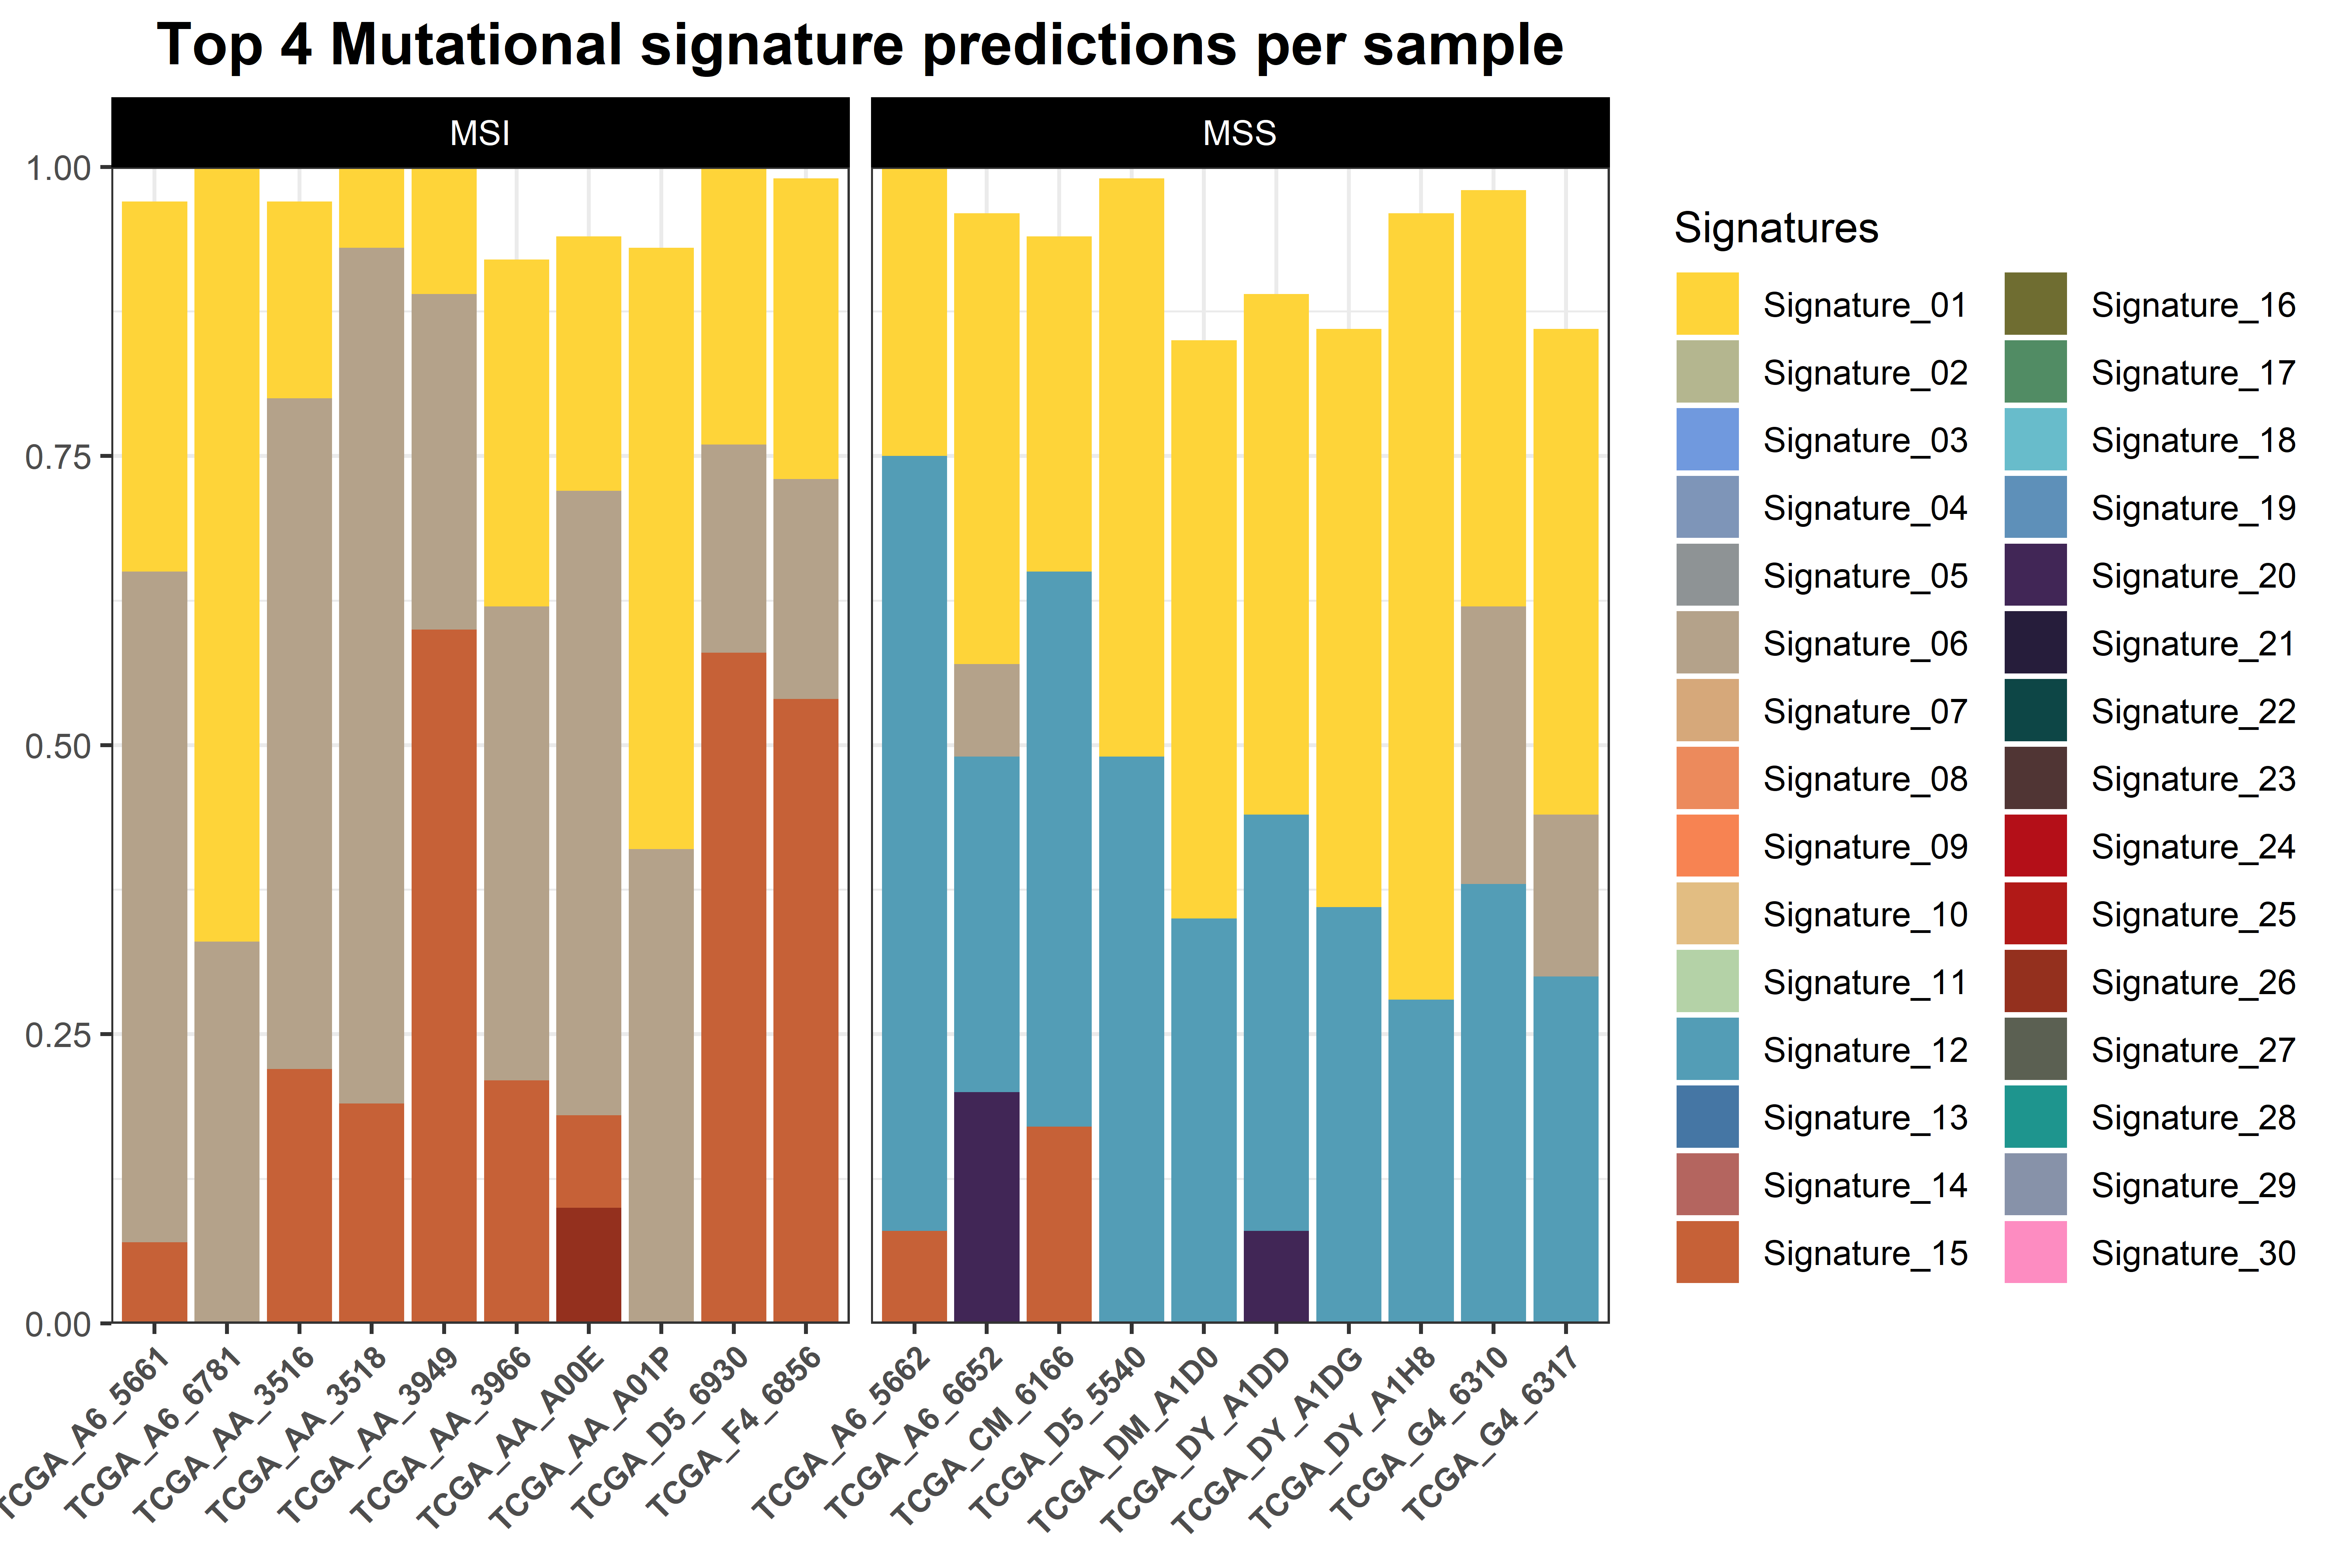 Top 4 Mutational signature predictions per sample
MSI
MSS
1.00
0.75
0.50
0.25
0.00
TCGA_A6_5661
TCGA_A6_6781
TCGA_AA_3516
TCGA_AA_3518
TCGA_AA_3949
TCGA_AA_3966
TCGA_AA_A00E
TCGA_AA_A01P
TCGA_D5_6930
TCGA_F4_6856
TCGA_A6_5662
TCGA_A6_6652
TCGA_CM_6166
TCGA_D5_5540
TCGA_DM_A1D0
TCGA_DY_A1DD
TCGA_DY_A1DG
TCGA_DY_A1H8
TCGA_G4_6310
TCGA_G4_6317
Signatures
Signature_01
Signature_02
Signature_03
Signature_04
Signature_05
Signature_06
Signature_07
Signature_08
Signature_09
Signature_10
Signature_11
Signature_12
Signature_13
Signature_14
Signature_15
Signature_16
Signature_17
Signature_18
Signature_19
Signature_20
Signature_21
Signature_22
Signature_23
Signature_24
Signature_25
Signature_26
Signature_27
Signature_28
Signature_29
Signature_30